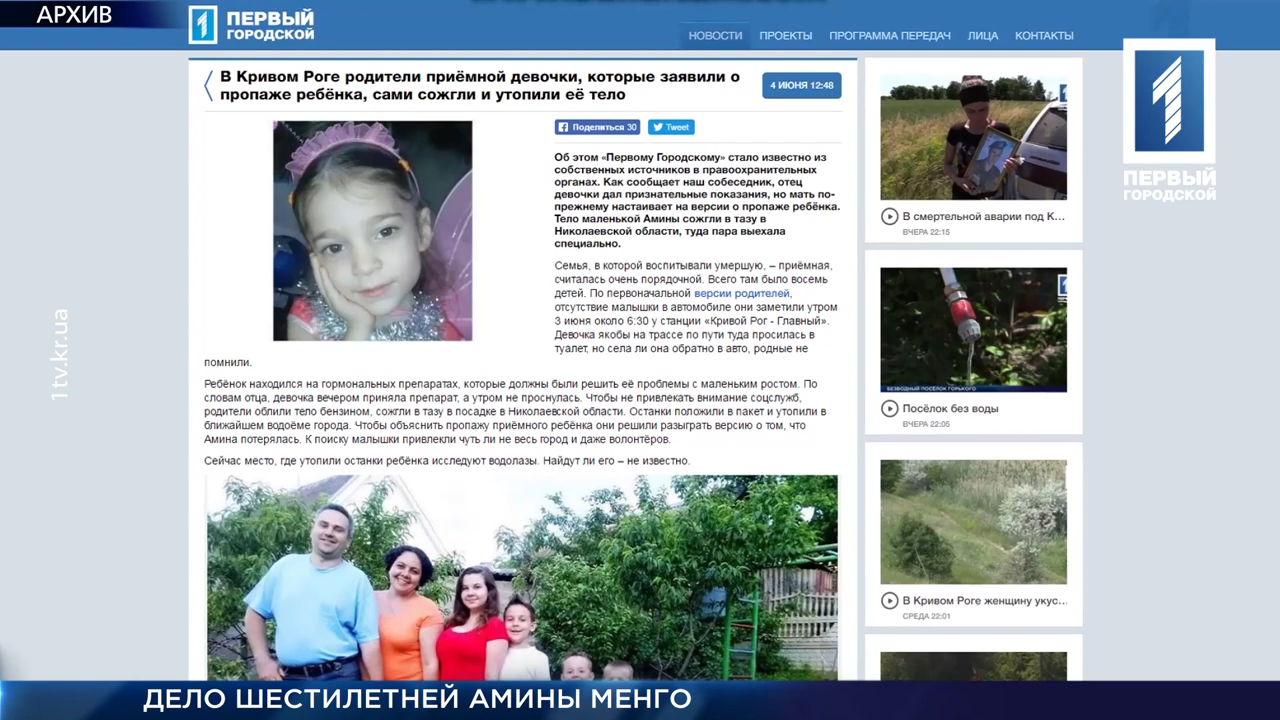 АРХИВ
1 ПЕРВЫЙ
ГОРОДСКОЙ
НОВОСТИ ПРОЕКТЫ ПРОГРАММА ПЕРЕДАЧ ЛИЦА КОНТАКТЫ
В Кривом Роге родители приёмной девочки, которые заявили о
пропаже ребёнка, сами сожгли и утопили её тело
4 ИЮНЯ 12:48
Поделиться 30 Tweet
Об этом «Первому Городскому» стало известно из
собственных источников в правоохранительных
органах. Как сообщает наш собеседник, отец
девочки дал признательные показания, но мать по-
прежнему настаивает на версии о пропаже ребёнка.
Тело маленькой Амины сожгли в тазу в
Николаевской области, туда пара выехала
специально.
Семья, в которой воспитывали умершую, – приёмная,
считалась очень порядочной. Всего там было восемь
детей. По первоначальной версии родителей,
отсутствие малышки в автомобиле они заметили утром
3 июня около 6:30 у станции «Кривой Рог - Главный».
Девочка якобы на трассе по пути туда просилась в
туалет, но села ли она обратно в авто, родные не
помнили.
Ребёнок находился на гормональных препаратах, которые должны были решить её проблемы с маленьким ростом. По
словам отца, девочка вечером приняла препарат, а утром не проснулась. Чтобы не привлекать внимание соцслужб,
родители облили тело бензином, сожгли в тазу в посадке в Николаевской области. Останки положили в пакет и утопили в
ближайшем водоёме города. Чтобы объяснить пропажу приёмного ребёнка они решили разыграть версию о том, что
Амина потерялась. К поиску малышки привлекли чуть ли не весь город и даже волонтёров.
Сейчас место, где утопили останки ребёнка исследуют водолазы. Найдут ли его – не известно.
В смертельной аварии под К...
ВЧЕРА 22:15
БЕЗВОДНЫЙ ПОСЁЛОК ГОРЬКОГО
Посёлок без воды
ВЧЕРА 22:05
В Кривом Роге женщину укус...
СРЕДА 22:01
1
ПЕРВЫЙ
ГОРОДСКОЙ
1tv.kr.ua
ДЕЛО ШЕСТИЛЕТНЕЙ АМИНЫ МЕНГО